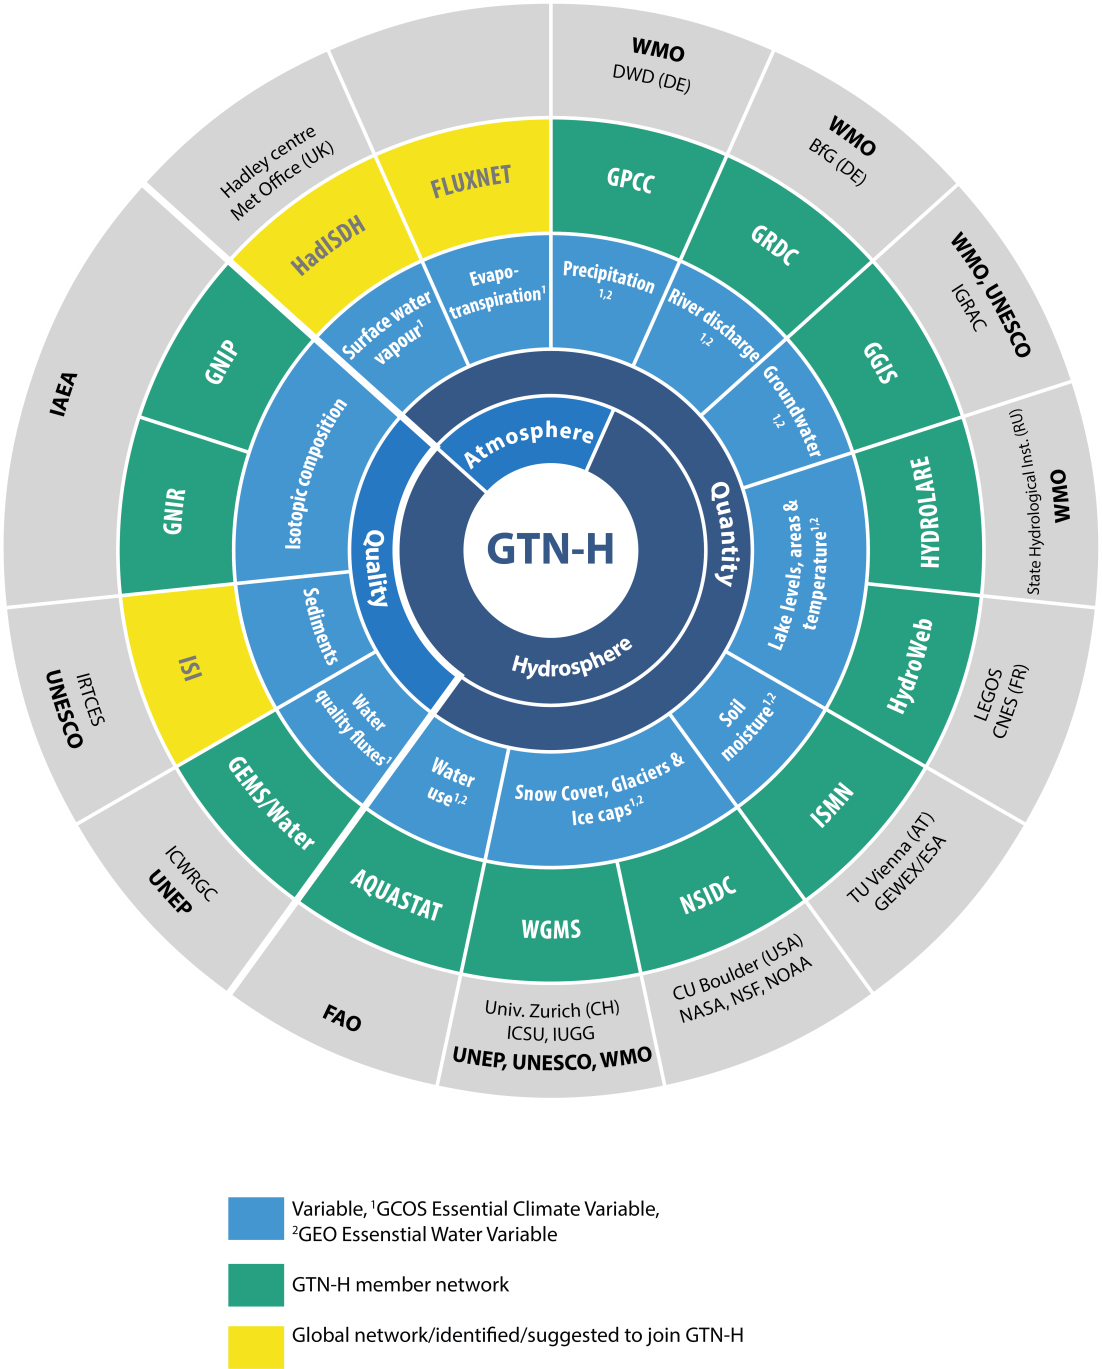 GTN-H
Atmosphere
Hydrosphere
Quantity
Quality
Precipitation
1,2
River discharge
1,2
Groundwater
1,2
Lake levels, areas &
temperature1,2
Soil
moisture1,2
Snow Cover, Glaciers &
Ice caps1,2
Water
use1,2
Water
quality fluxes1
Sediments
Isotopic composition
Surface water
vapour1
Evapo-
transpiration1
GPCC
GRDC
GGIS
HYDROLARE
HydroWeb
ISMN
NSIDC
WGMS
AQUASTAT
GEMS/Water
ISI
GNIR
GNIP
HadISDH
FLUXNET
WMO
DWD (DE)
WMO
BfG (DE)
WMO, UNESCO
IGRAC
WMO
State Hydrological Inst. (RU)
LEGOS
CNES (FR)
TU Vienna (AT)
GEWEX/ESA
CU Boulder (USA)
NASA, NSF, NOAA
Univ. Zurich (CH)
ICSU, IUGG
UNEP, UNESCO, WMO
FAO
ICWRGC
UNEP
IRTCES
UNESCO
IAEA
Hadley centre
Met Office (UK)
Variable, 1GCOS Essential Climate Variable,
2GEO Essenstial Water Variable
GTN-H member network
Global network/identified/suggested to join GTN-H